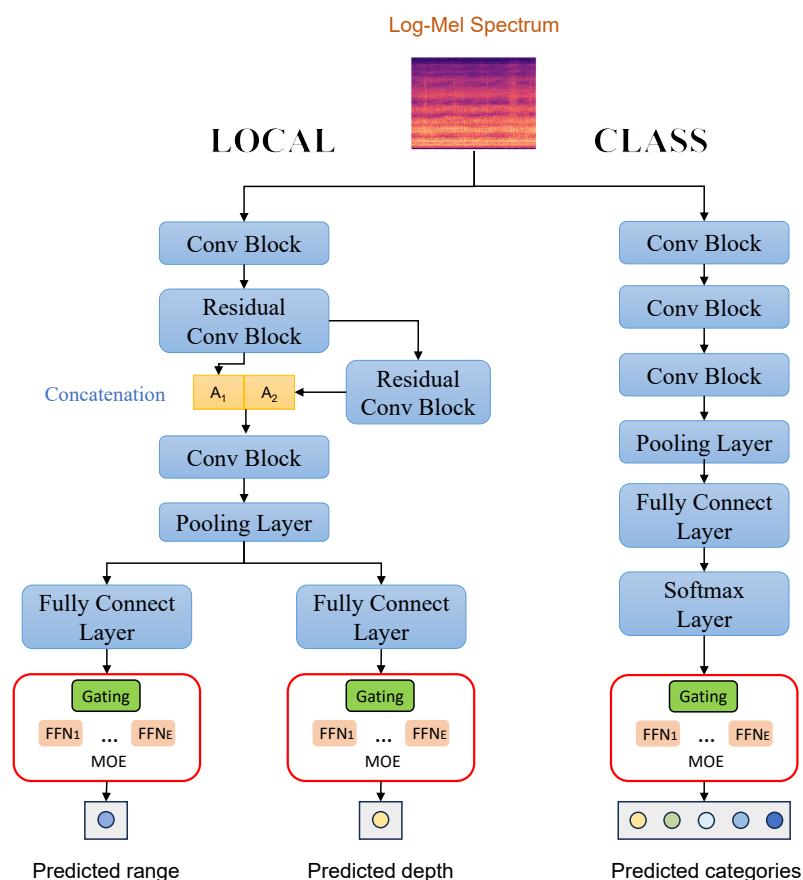 Log-Mel Spectrum
LOCAL
CLASS
Conv Block
Residual
Conv Block
Concatenation
A1
A2
Residual
Conv Block
Conv Block
Pooling Layer
Fully Connect
Layer
Fully Connect
Layer
Gating
FFN1
...
FFNE
MOE
Gating
FFN1
...
FFNE
MOE
Predicted range
Predicted depth
Conv Block
Conv Block
Conv Block
Pooling Layer
Fully Connect
Layer
Softmax
Layer
Gating
FFN1
...
FFNE
MOE
Predicted categories